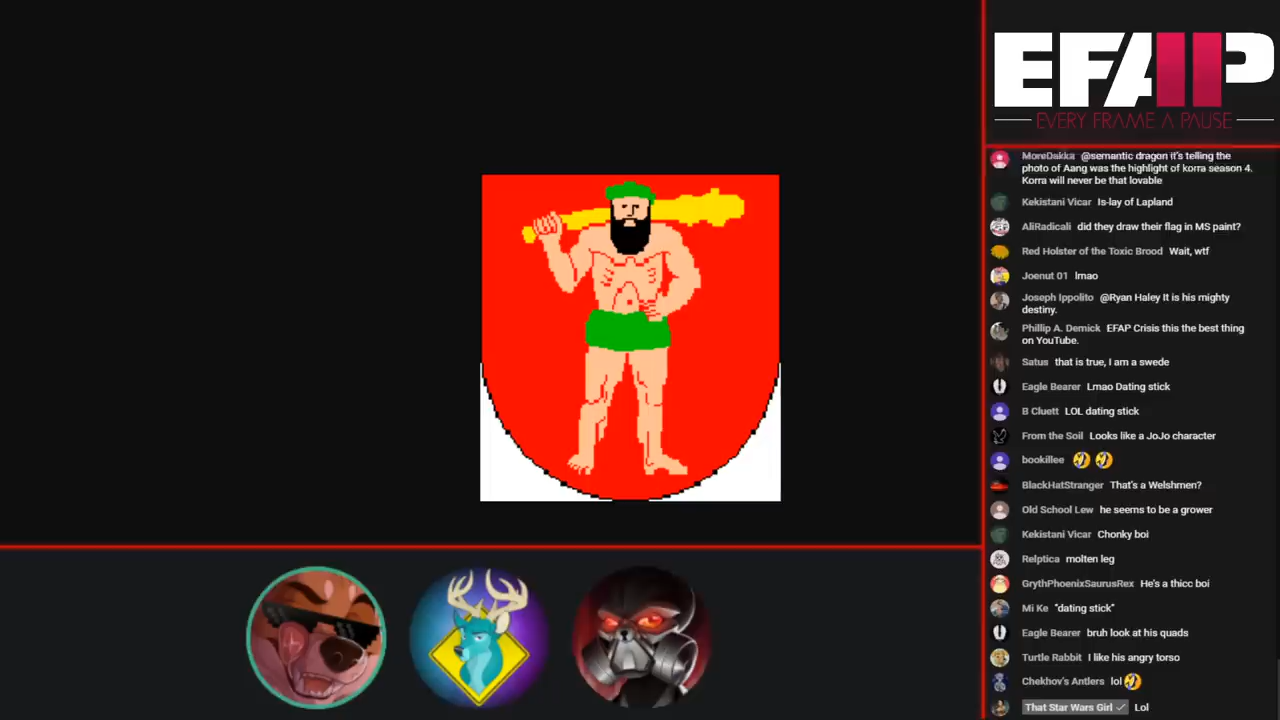 EFAP
EVERY FRAME A PAUSE
MoreDakka @semantic dragon it's telling the
photo of Aang was the highlight of korra season 4.
Korra will never be that lovable
Kekistani Vicar Is-lay of Lapland
AliRadicali did they draw their flag in MS paint?
Red Holster of the Toxic Brood Wait, wtf
Joenut 01 lmao
Joseph Ippolito @Ryan Haley It is his mighty
destiny.
Phillip A. Demick EFAP Crisis this the best thing
on YouTube.
Satus that is true, I am a swede
Eagle Bearer Lmao Dating stick
B Cluett LOL dating stick
From the Soil Looks like a JoJo character
bookillee 🤣 🤣
BlackHatStranger That's a Welshmen?
Old School Lew he seems to be a grower
Kekistani Vicar Chonky boi
Relptica molten leg
GrythPhoenixSaurusRex He's a thicc boi
Mi Ke "dating stick"
Eagle Bearer bruh look at his quads
Turtle Rabbit I like his angry torso
Chekhov's Antlers lol🤣
That Star Wars Girl ✓ Lol